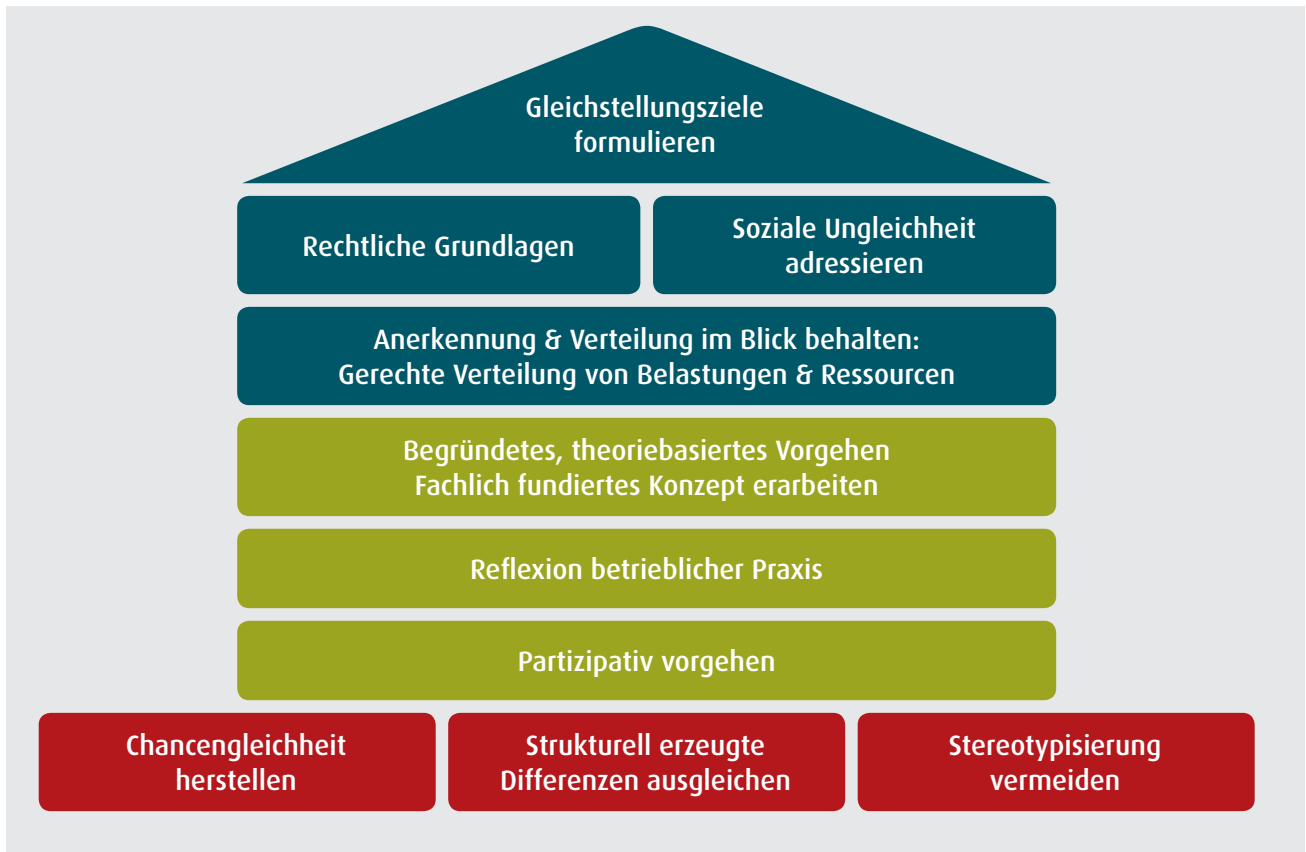 Gleichstellungsziele
formulieren
Rechtliche Grundlagen
Soziale Ungleichheit
adressieren
Anerkennung & Verteilung im Blick behalten:
Gerechte Verteilung von Belastungen & Ressourcen
Begründetes, theoriebasiertes Vorgehen
Fachlich fundiertes Konzept erarbeiten
Reflexion betrieblicher Praxis
Partizipativ vorgehen
Chancengleichheit
herstellen
Strukturell erzeugte
Differenzen ausgleichen
Stereotypisierung
vermeiden